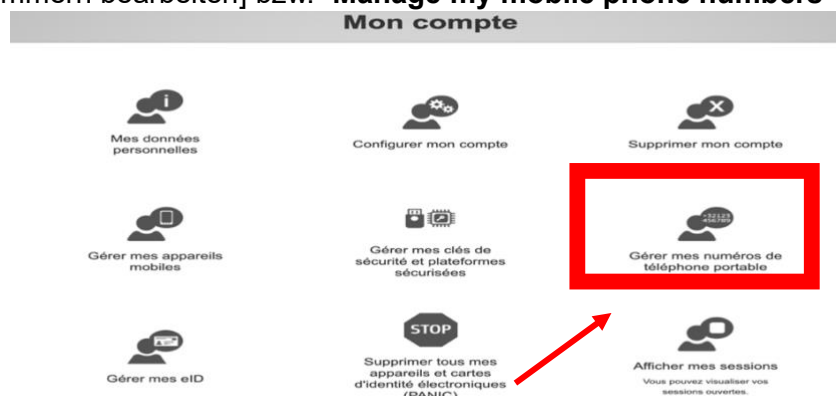 mmern bearbeiten] bzw. "Manage my mobile phone numbers"
Mon compte
i
Mes données
personnelles
Configurer mon compte
X
Supprimer mon compte
Gérer mes appareils
mobiles
Gérer mes clés de
sécurité et plateformes
sécurisées
+32123
456789
Gérer mes numéros de
téléphone portable
Gérer mes eID
STOP
Supprimer tous mes
appareils et cartes
d'identité électroniques
(PANIC)
Afficher mes sessions
Vous pouvez visualiser vos
sessions ouvertes.